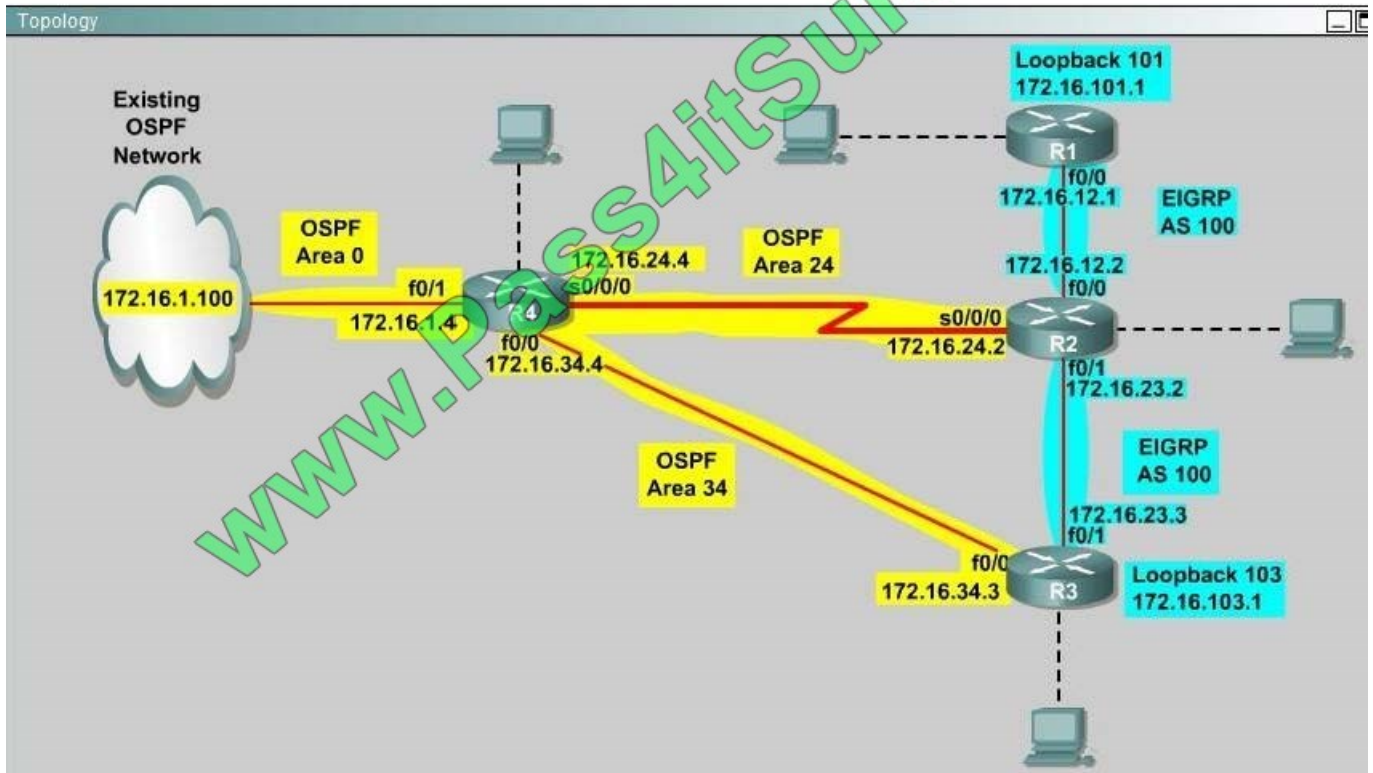 Topology
Existing
OSPF
Network
172.16.1.100
OSPF
Area 0
f0/1
172.16.1.4
R4
172.16.24.4
s0/0/0
f0/0
172.16.34.4
OSPF
Area 24
s0/0/0
172.16.24.2
OSPF
Area 34
f0/0
172.16.34.3
Loopback 101
172.16.101.1
R1
f0/0
172.16.12.1
EIGRP
AS 100
172.16.12.2
f0/0
R2
f0/1
172.16.23.2
EIGRP
AS 100
172.16.23.3
f0/1
R3
Loopback 103
172.16.103.1